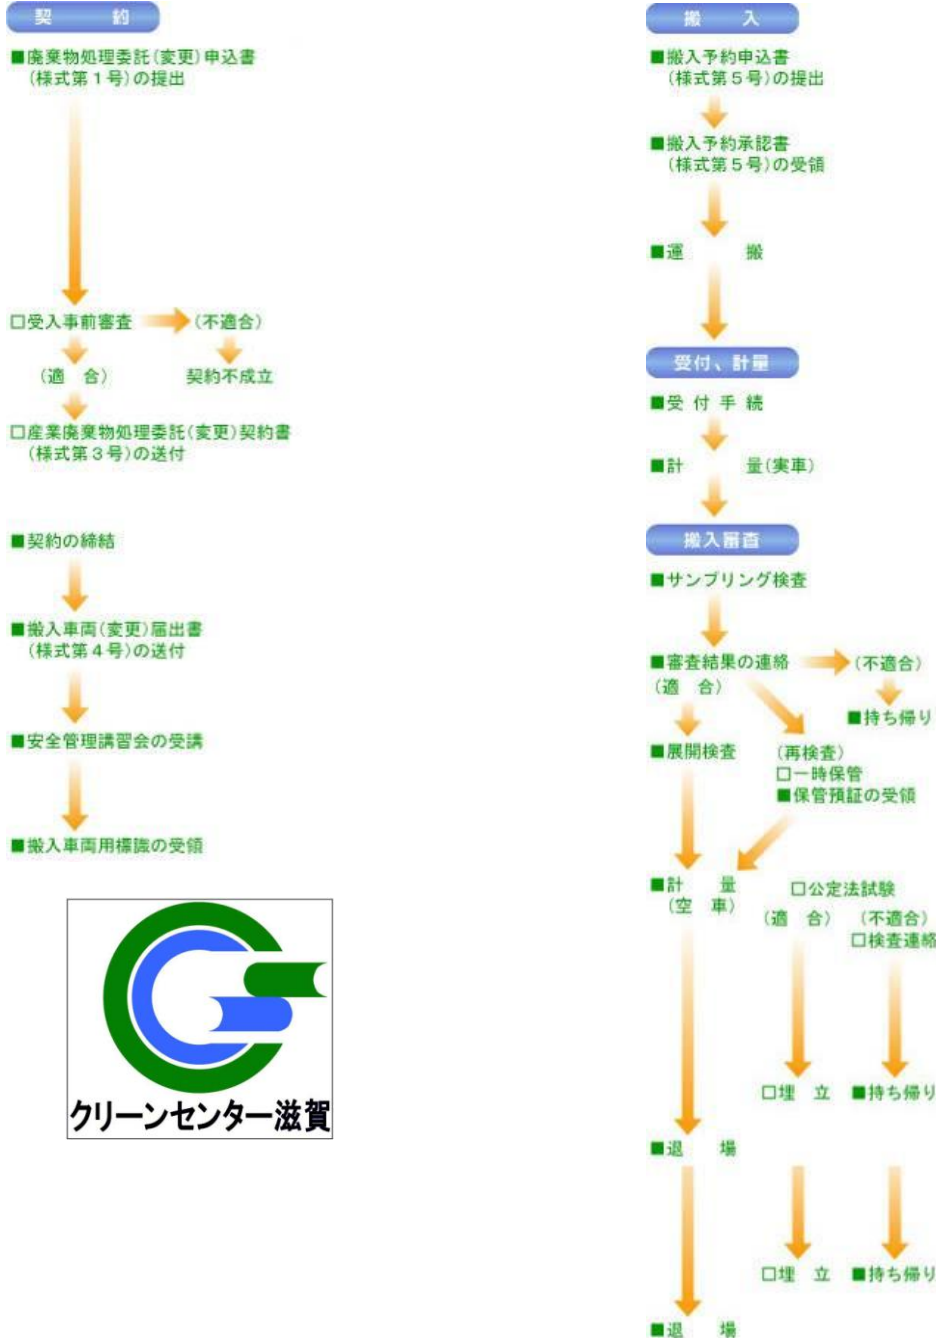 契 約
■廃棄物処理委託(変更)申込書
(様式第1号)の提出
□受入事前審査
(不適合)
(適 合)
契約不成立
□産業廃棄物処理委託(変更)契約書
(様式第3号)の送付
■契約の締結
■搬入車両(変更)届出書
(様式第4号)の送付
■安全管理講習会の受講
■搬入車両用標識の受領
クリーンセンター滋賀
搬 入
■搬入予約申込書
(様式第5号)の提出
■搬入予約承認書
(様式第5号)の受領
■運 搬
受付、計量
■受 付 手 続
■計 量(実車)
搬入審査
■サンプリング検査
■審査結果の連絡
(不適合)
(適 合)
■持ち帰り
■展開検査
(再検査)
□一時保管
■保管預証の受領
■計 量
(空 車)
□公定法試験
(適 合)
(不適合)
□検査連絡
□埋 立
■持ち帰り
■退 場
□埋 立
■持ち帰り
■退 場